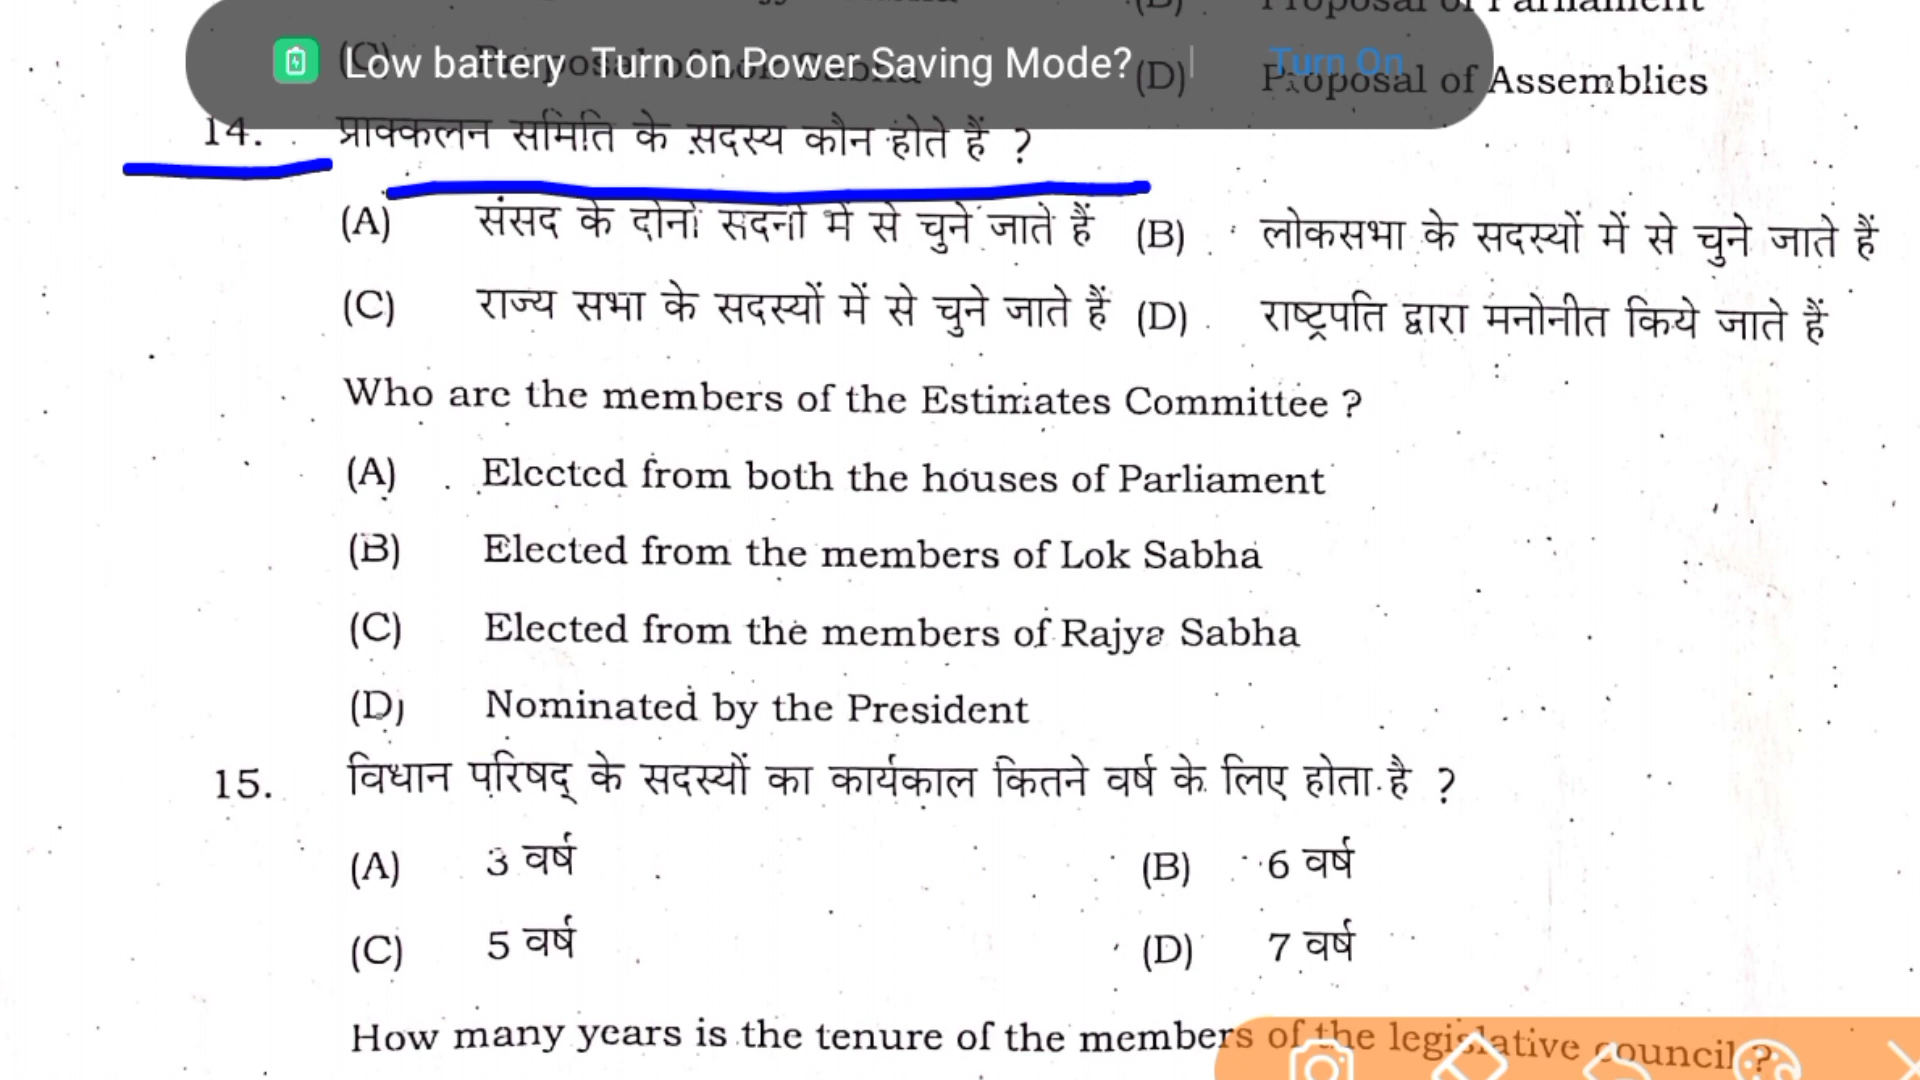 Proposal of Parliament
Low battery Turn on Power Saving Mode? Turn On
(D) Proposal of Assemblies
14. प्राक्कलन समिति के सदस्य कौन होते हैं ?
(A) संसद के दोनों सदनों में से चुने जाते हैं (B) लोकसभा के सदस्यों में से चुने जाते हैं
(C) राज्य सभा के सदस्यों में से चुने जाते हैं (D) राष्ट्रपति द्वारा मनोनीत किये जाते हैं
Who are the members of the Estimates Committee ?
(A) Elected from both the houses of Parliament
(B) Elected from the members of Lok Sabha
(C) Elected from the members of Rajya Sabha
(D) Nominated by the President
15. विधान परिषद् के सदस्यों का कार्यकाल कितने वर्ष के लिए होता है ?
(A) 3 वर्ष (B) 6 वर्ष
(C) 5 वर्ष (D) 7 वर्ष
How many years is the tenure of the members of the legislative council ?